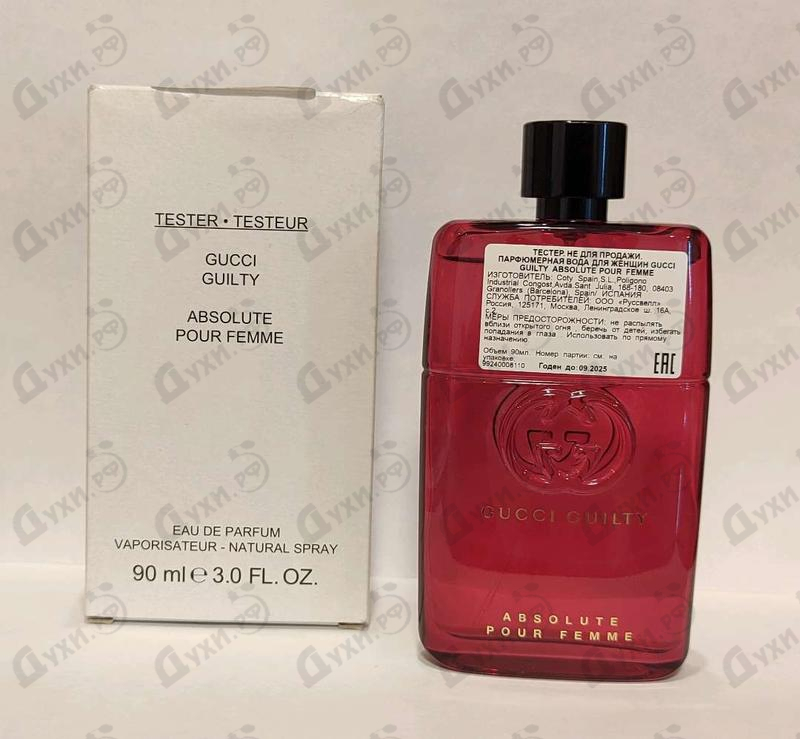 TESTER • TESTEUR
GUCCI
GUILTY
ABSOLUTE
POUR FEMME
EAU DE PARFUM
VAPORISATEUR - NATURAL SPRAY
90 ml ℮ 3.0 FL. OZ.
ТЕСТЕР. НЕ ДЛЯ ПРОДАЖИ.
ПАРФЮМЕРНАЯ ВОДА ДЛЯ ЖЕНЩИН GUCCI
GUILTY ABSOLUTE POUR FEMME
ИЗГОТОВИТЕЛЬ: Coty Spain,S.L.,Poligono
Industrial Congost,Avda.Sant Julia, 168-180, 08403
Granollers (Barcelona), Spain/ ИСПАНИЯ
СЛУЖБА ПОТРЕБИТЕЛЕЙ: ООО «Руссвелл»
Россия, 125171, Москва, Ленинградское ш. 16А,
с.2
МЕРЫ ПРЕДОСТОРОЖНОСТИ: не распылять
вблизи открытого огня , беречь от детей, избегать
попадания в глаза . Использовать по прямому
назначению.
Объем 90мл. Номер партии: см. на
упаковке.
99240006110 Годен до:09.2025
EAC
GUCCI GUILTY
ABSOLUTE
POUR FEMME
Духи.рф